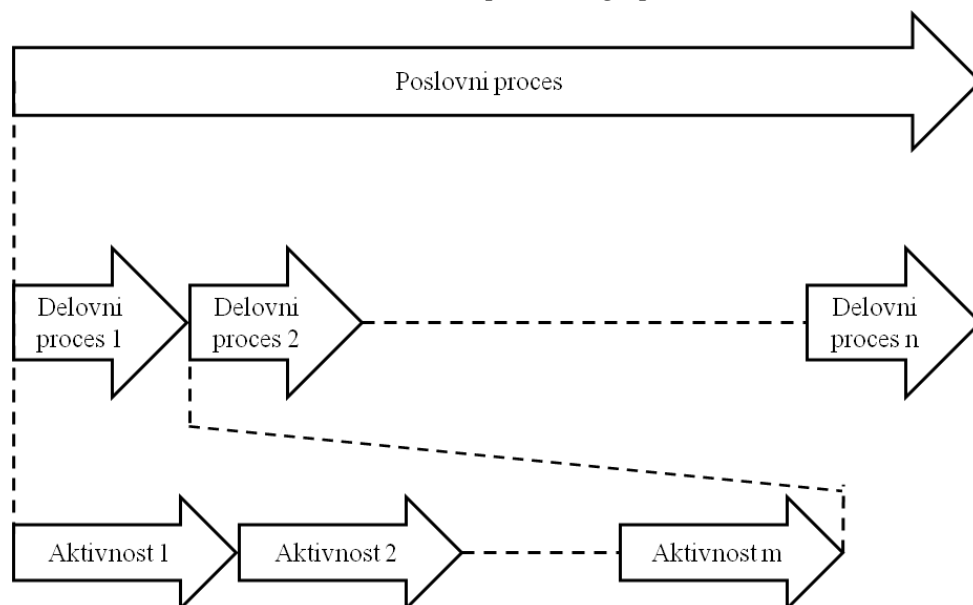 Poslovni proces
Delovni
proces 1
Delovni
proces 2
Delovni
proces n
Aktivnost 1
Aktivnost 2
Aktivnost m